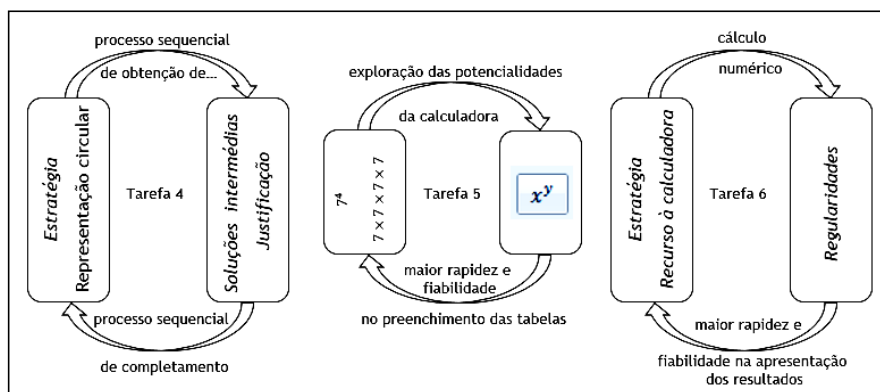 processo sequencial
de obtenção de...
Estratégia
Representação circular
Tarefa 4
Soluções intermédias
Justificação
processo sequencial
de completamento
exploração das potencialidades
da calculadora
7⁴
7 × 7 × 7 × 7
Tarefa 5
xʸ
maior rapidez e
fiabilidade
no preenchimento das tabelas
cálculo
numérico
Estratégia
Recurso à calculadora
Tarefa 6
Regularidades
maior rapidez e
fiabilidade na apresentação
dos resultados